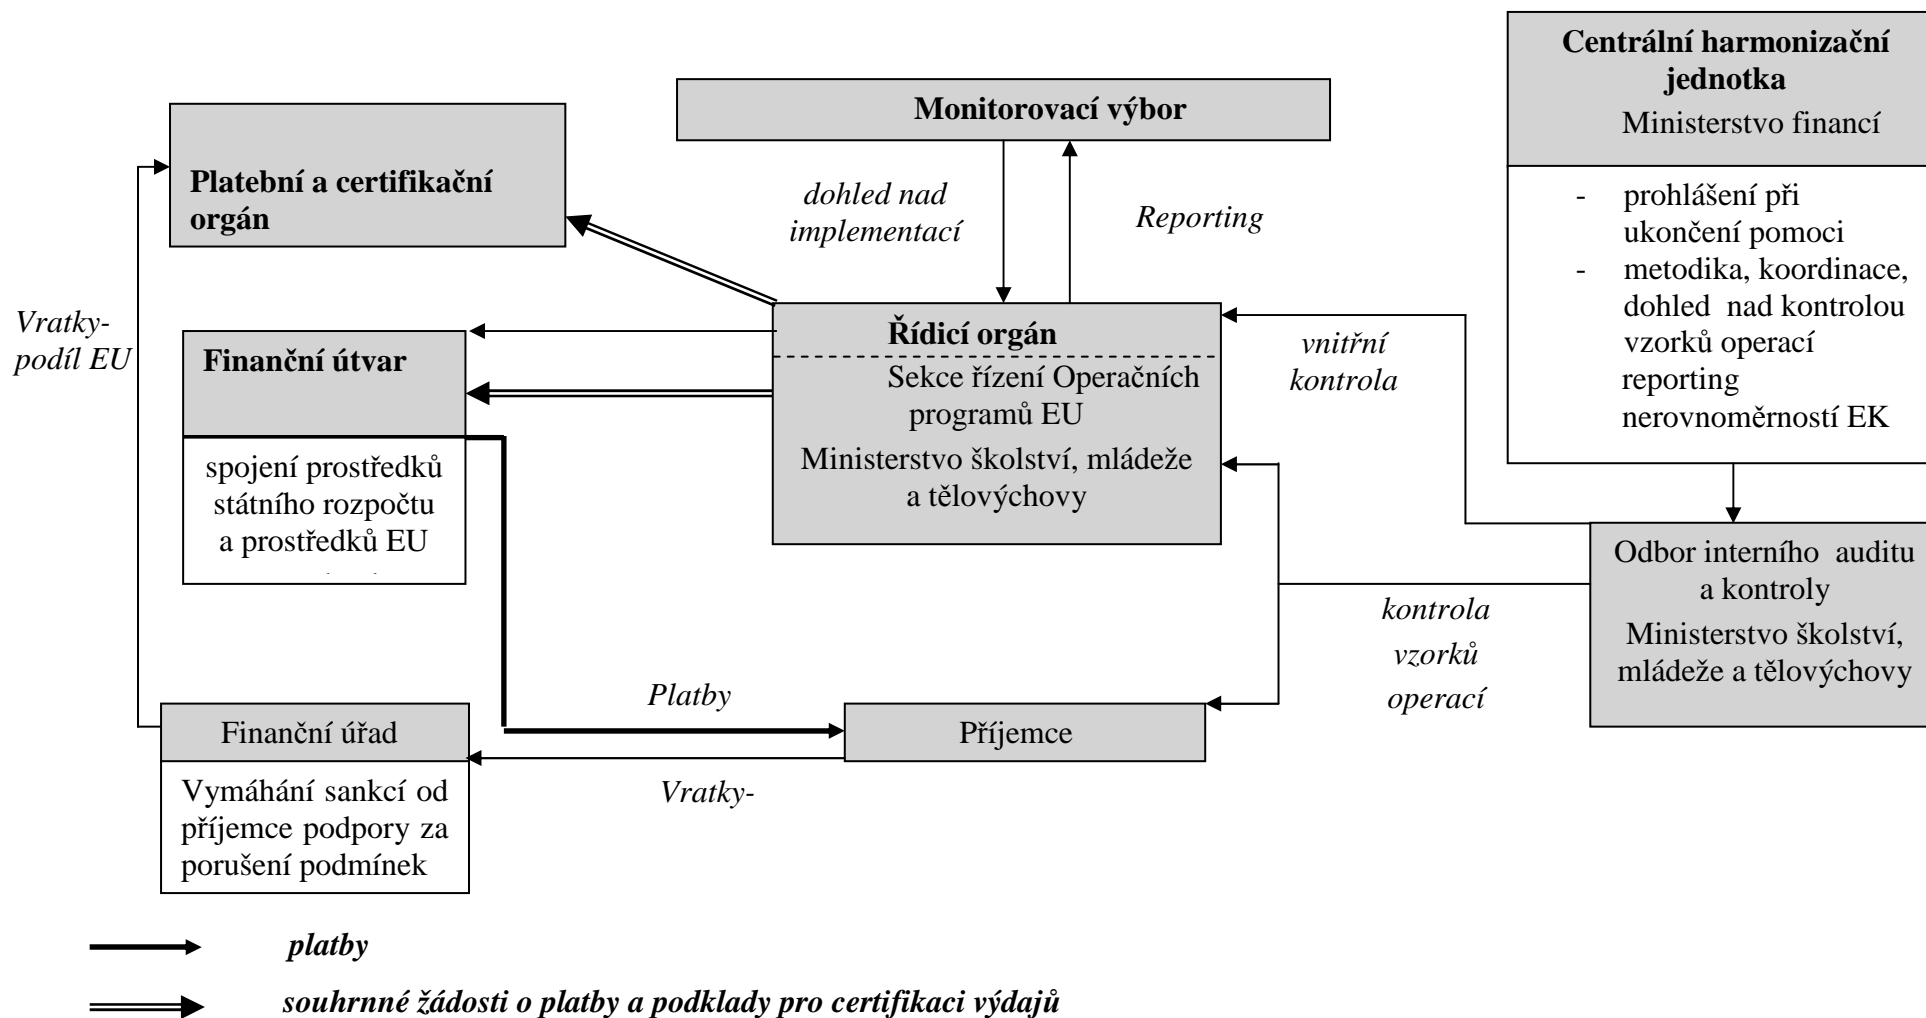 Centrální harmonizační
jednotka
Ministerstvo financí
- prohlášení při
ukončení pomoci
- metodika, koordinace,
dohled nad kontrolou
vzorků operací
reporting
nerovnoměrností EK
Monitorovací výbor
Platební a certifikační
orgán
dohled nad
implementací
Reporting
Vratky-
podíl EU
Finanční útvar
spojení prostředků
státního rozpočtu
a prostředků EU
Řídicí orgán
Sekce řízení Operačních
programů EU
Ministerstvo školství, mládeže
a tělovýchovy
vnitřní
kontrola
Odbor interního auditu
a kontroly
Ministerstvo školství,
mládeže a tělovýchovy
kontrola
vzorků
operací
Platby
Finanční úřad
Vymáhání sankcí od
příjemce podpory za
porušení podmínek
Příjemce
Vratky-
platby
souhrnné žádosti o platby a podklady pro certifikaci výdajů